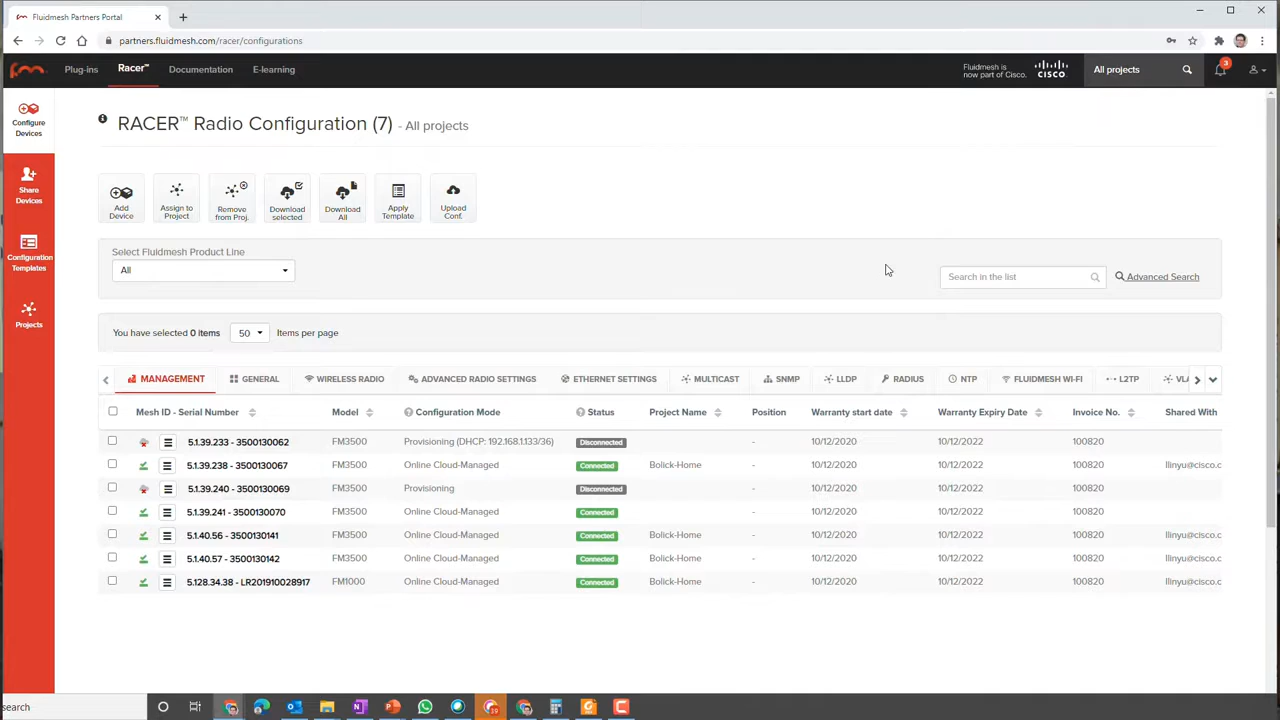 Fluidmesh Partners Portal
partners.fluidmesh.com/racer/configurations
Plug-ins Racer™ Documentation E-learning
Fluidmesh is
now part of Cisco.
CISCO
All projects
3
Configure
Devices
Share
Devices
Configuration
Templates
Projects
RACER™ Radio Configuration (7) - All projects
Add
Device
Assign to
Project
Remove
from Proj.
Download
selected
Download
All
Apply
Template
Upload
Conf.
Select Fluidmesh Product Line
All
Search in the list
Advanced Search
You have selected 0 items 50 Items per page
MANAGEMENT GENERAL WIRELESS RADIO ADVANCED RADIO SETTINGS ETHERNET SETTINGS MULTICAST SNMP LLDP RADIUS NTP FLUIDMESH WI-FI L2TP VLA
Mesh ID - Serial Number Model Configuration Mode Status Project Name Position Warranty start date Warranty Expiry Date Invoice No. Shared With
5.1.39.233 - 3500130062 FM3500 Provisioning (DHCP: 192.168.1.133/36) Disconnected - 10/12/2020 10/12/2022 100820
5.1.39.238 - 3500130067 FM3500 Online Cloud-Managed Connected Bolick-Home - 10/12/2020 10/12/2022 100820 llinyu@cisco.c
5.1.39.240 - 3500130069 FM3500 Provisioning Disconnected - 10/12/2020 10/12/2022 100820
5.1.39.241 - 3500130070 FM3500 Online Cloud-Managed Connected - 10/12/2020 10/12/2022 100820
5.1.40.56 - 3500130141 FM3500 Online Cloud-Managed Connected Bolick-Home - 10/12/2020 10/12/2022 100820 llinyu@cisco.c
5.1.40.57 - 3500130142 FM3500 Online Cloud-Managed Connected Bolick-Home - 10/12/2020 10/12/2022 100820 llinyu@cisco.c
5.128.34.38 - LR201910028917 FM1000 Online Cloud-Managed Connected Bolick-Home - 10/12/2020 10/12/2022 100820 llinyu@cisco.c
search